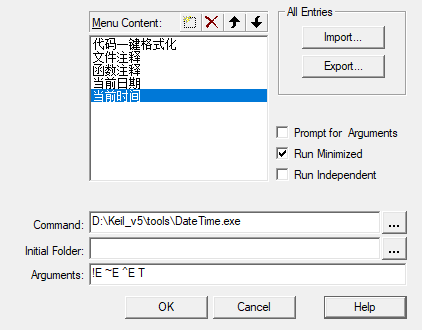 Menu Content:
All Entries
代码一键格式化
文件注释
函数注释
当前日期
当前时间
Import...
Export...
Prompt for Arguments
Run Minimized
Run Independent
Command:
D:\Keil_v5\tools\DateTime.exe
...
Initial Folder:
...
Arguments:
!E ~E ^E T
OK
Cancel
Help